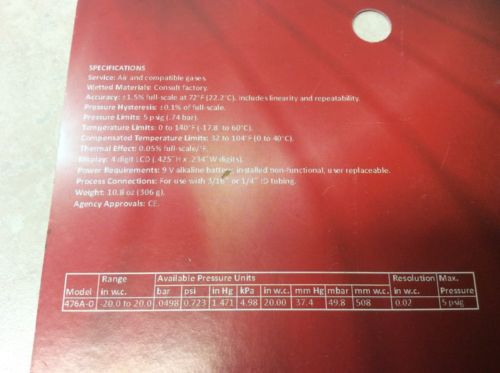 SPECIFICATIONS
Service: Air and compatible gases.
Wetted Materials: Consult factory.
Accuracy: ±1.5% full-scale at 72°F (22.2°C), includes linearity and repeatability.
Pressure Hysteresis: ±0.1% of full-scale.
Pressure Limits: 5 psig (.74 bar).
Temperature Limits: 0 to 140°F (-17.8 to 60°C).
Compensated Temperature Limits: 32 to 104°F (0 to 40°C).
Thermal Effect: 0.05% full-scale/°F.
Display: 4 digit LCD (.425″H x .234″W digits).
Power Requirements: 9 V alkaline battery, installed non-functional, user replaceable.
Process Connections: For use with 3/16″ or 1/4″ ID tubing.
Weight: 10.8 oz (306 g).
Agency Approvals: CE.
Range Available Pressure Units Resolution Max.
Model in w.c. bar psi in Hg kPa in w.c. mm Hg mbar mm w.c. in w.c. Pressure
476A-0 -20.0 to 20.0 .0498 0.723 1.471 4.98 20.00 37.4 49.8 508 0.02 5 psig